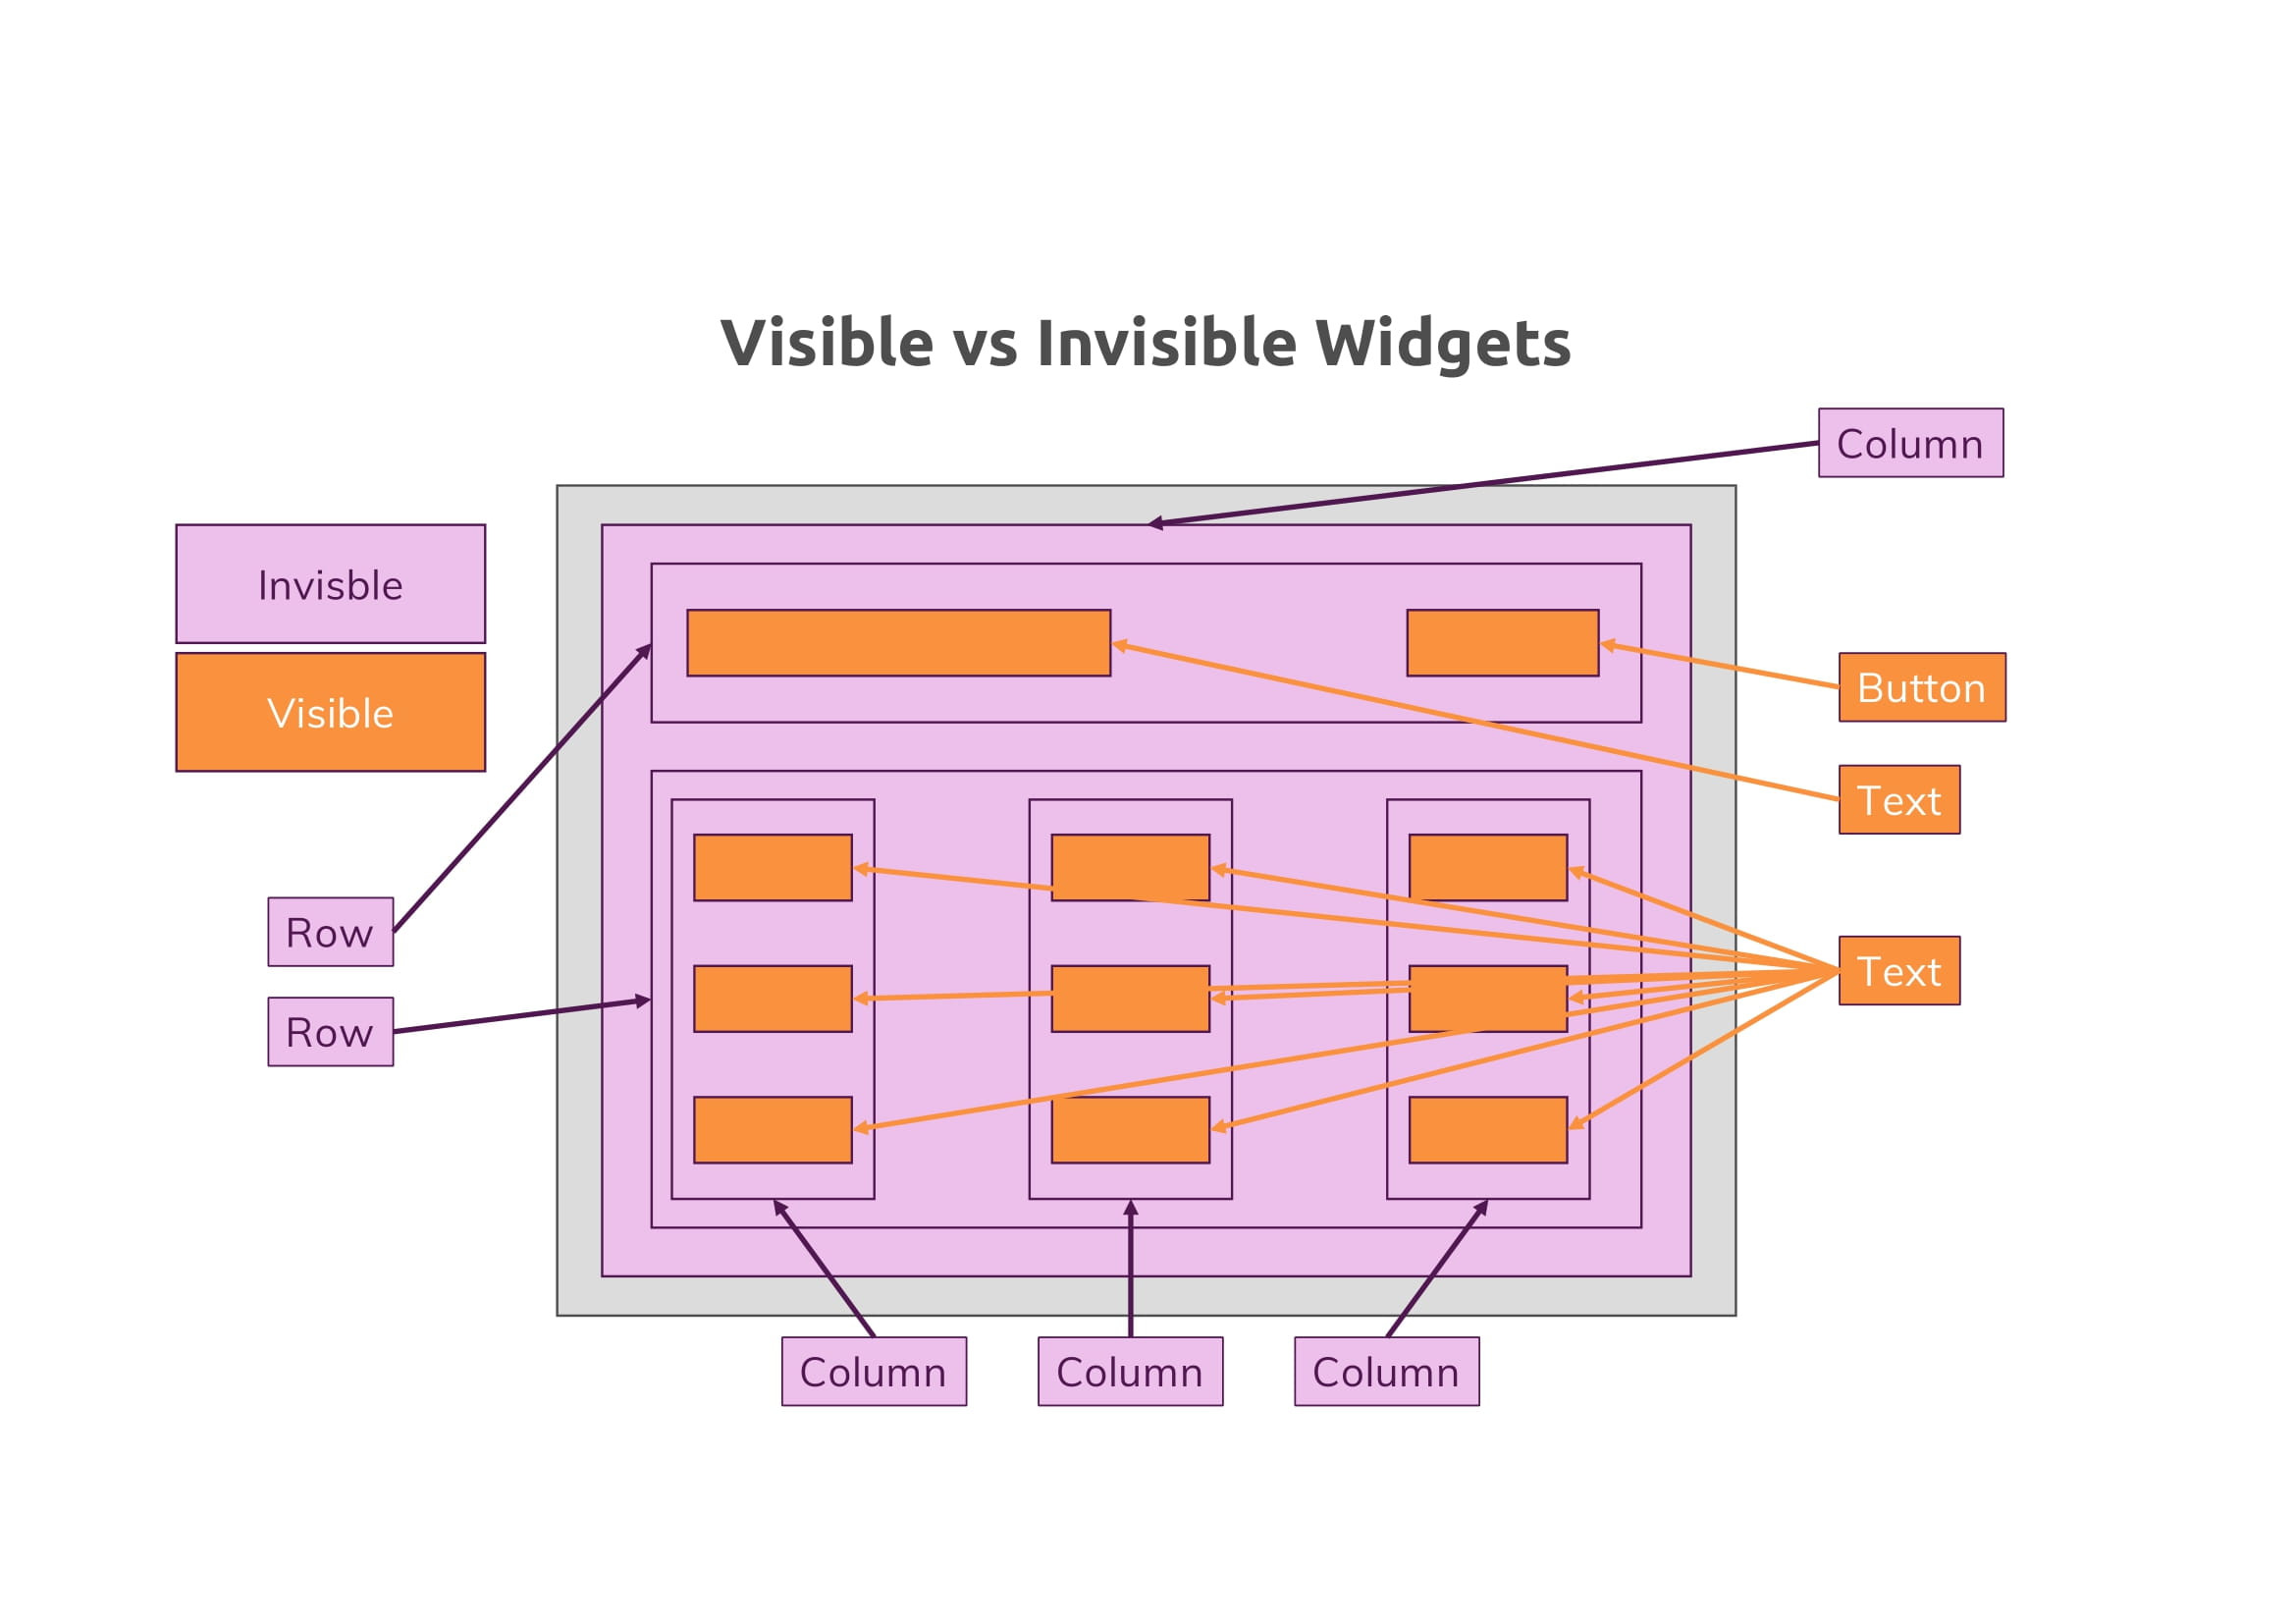 Visible vs Invisible Widgets
Column
Invisble
Visible
Button
Text
Row
Text
Row
Column
Column
Column